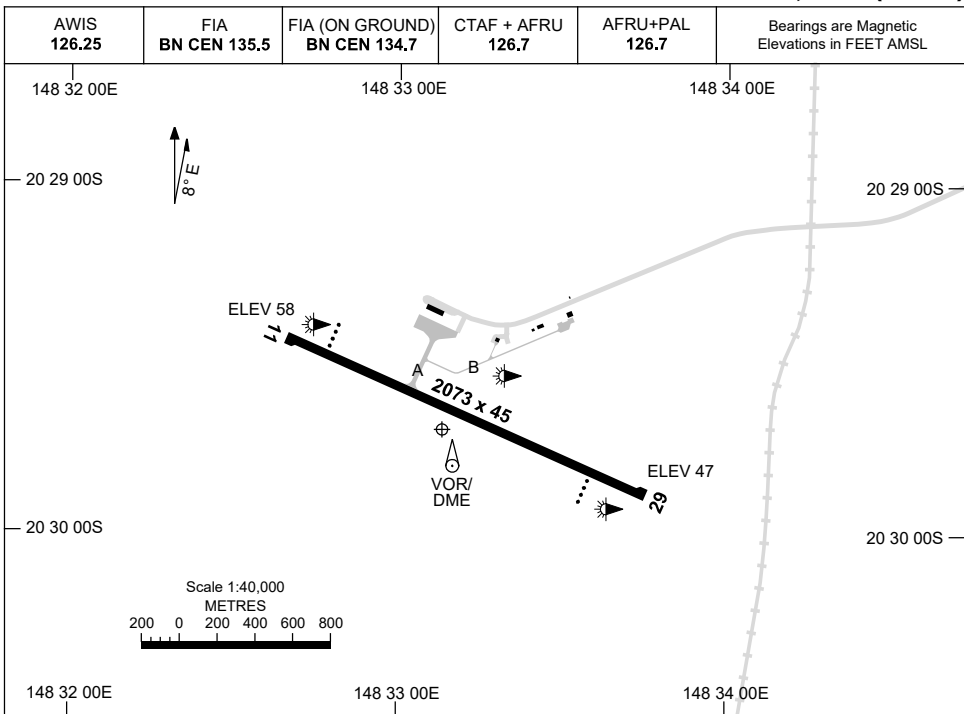 AWIS
126.25
FIA
BN CEN 135.5
FIA (ON GROUND)
BN CEN 134.7
CTAF + AFRU
126.7
AFRU+PAL
126.7
Bearings are Magnetic
Elevations in FEET AMSL
148 32 00E
148 33 00E
148 34 00E
8° E
20 29 00S
20 29 00S
ELEV 58
11
A
B
2073 x 45
VOR/
DME
ELEV 47
29
20 30 00S
20 30 00S
Scale 1:40,000
METRES
200 0 200 400 600 800
148 32 00E
148 33 00E
148 34 00E